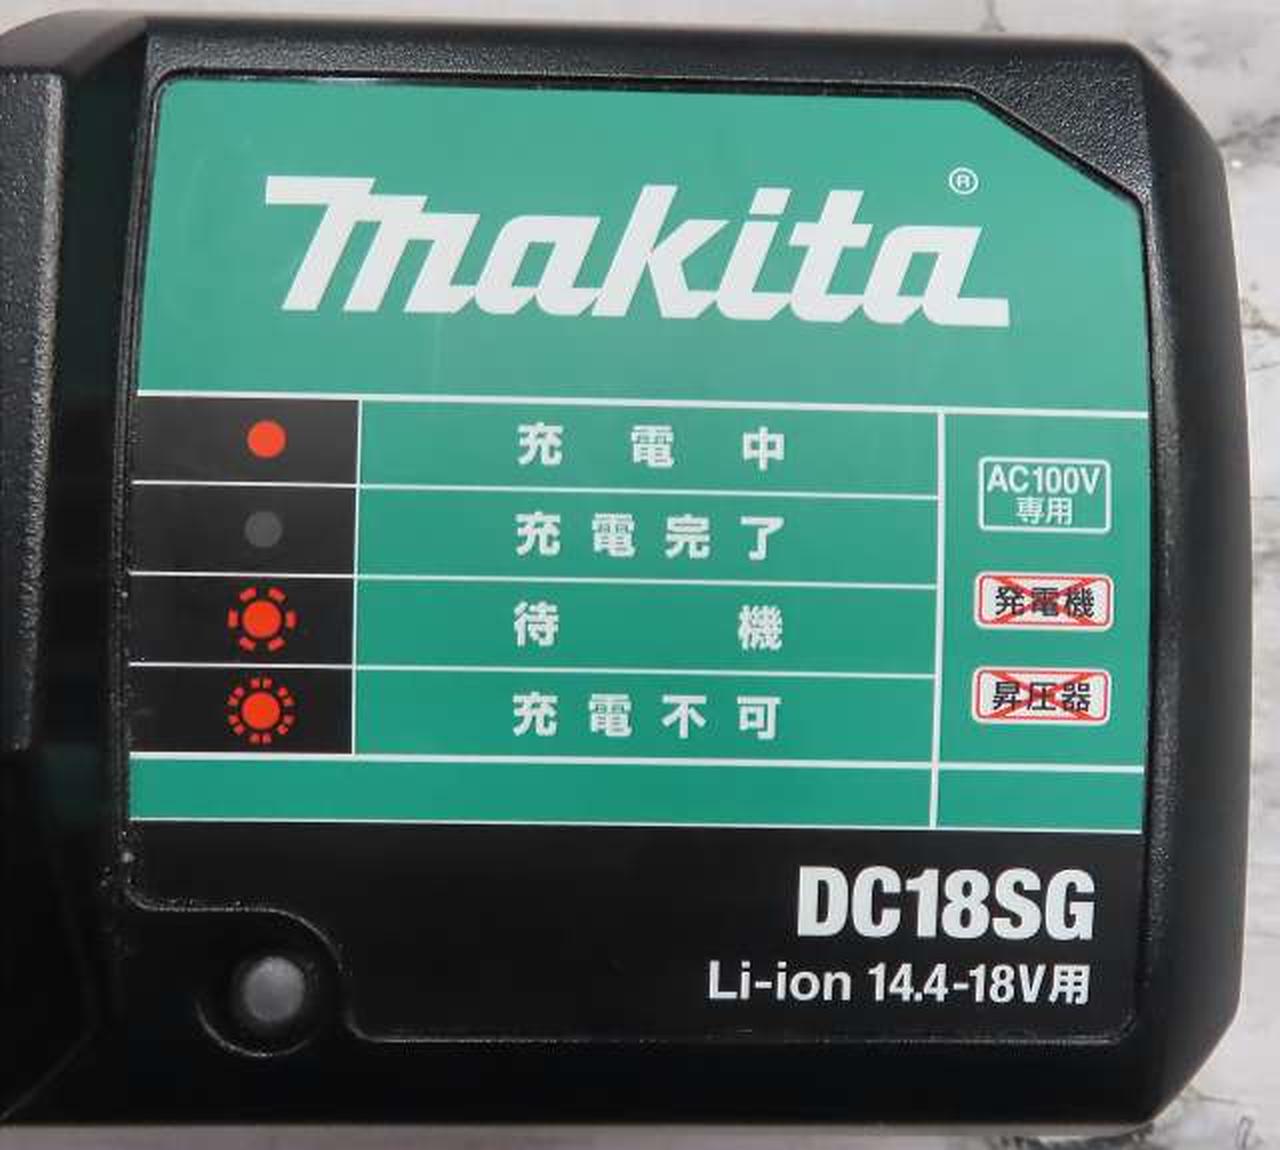 makita®
充電中
充電完了
待機
充電不可
AC100V
専用
発電機
昇圧器
DC18SG
Li-ion 14.4-18V用